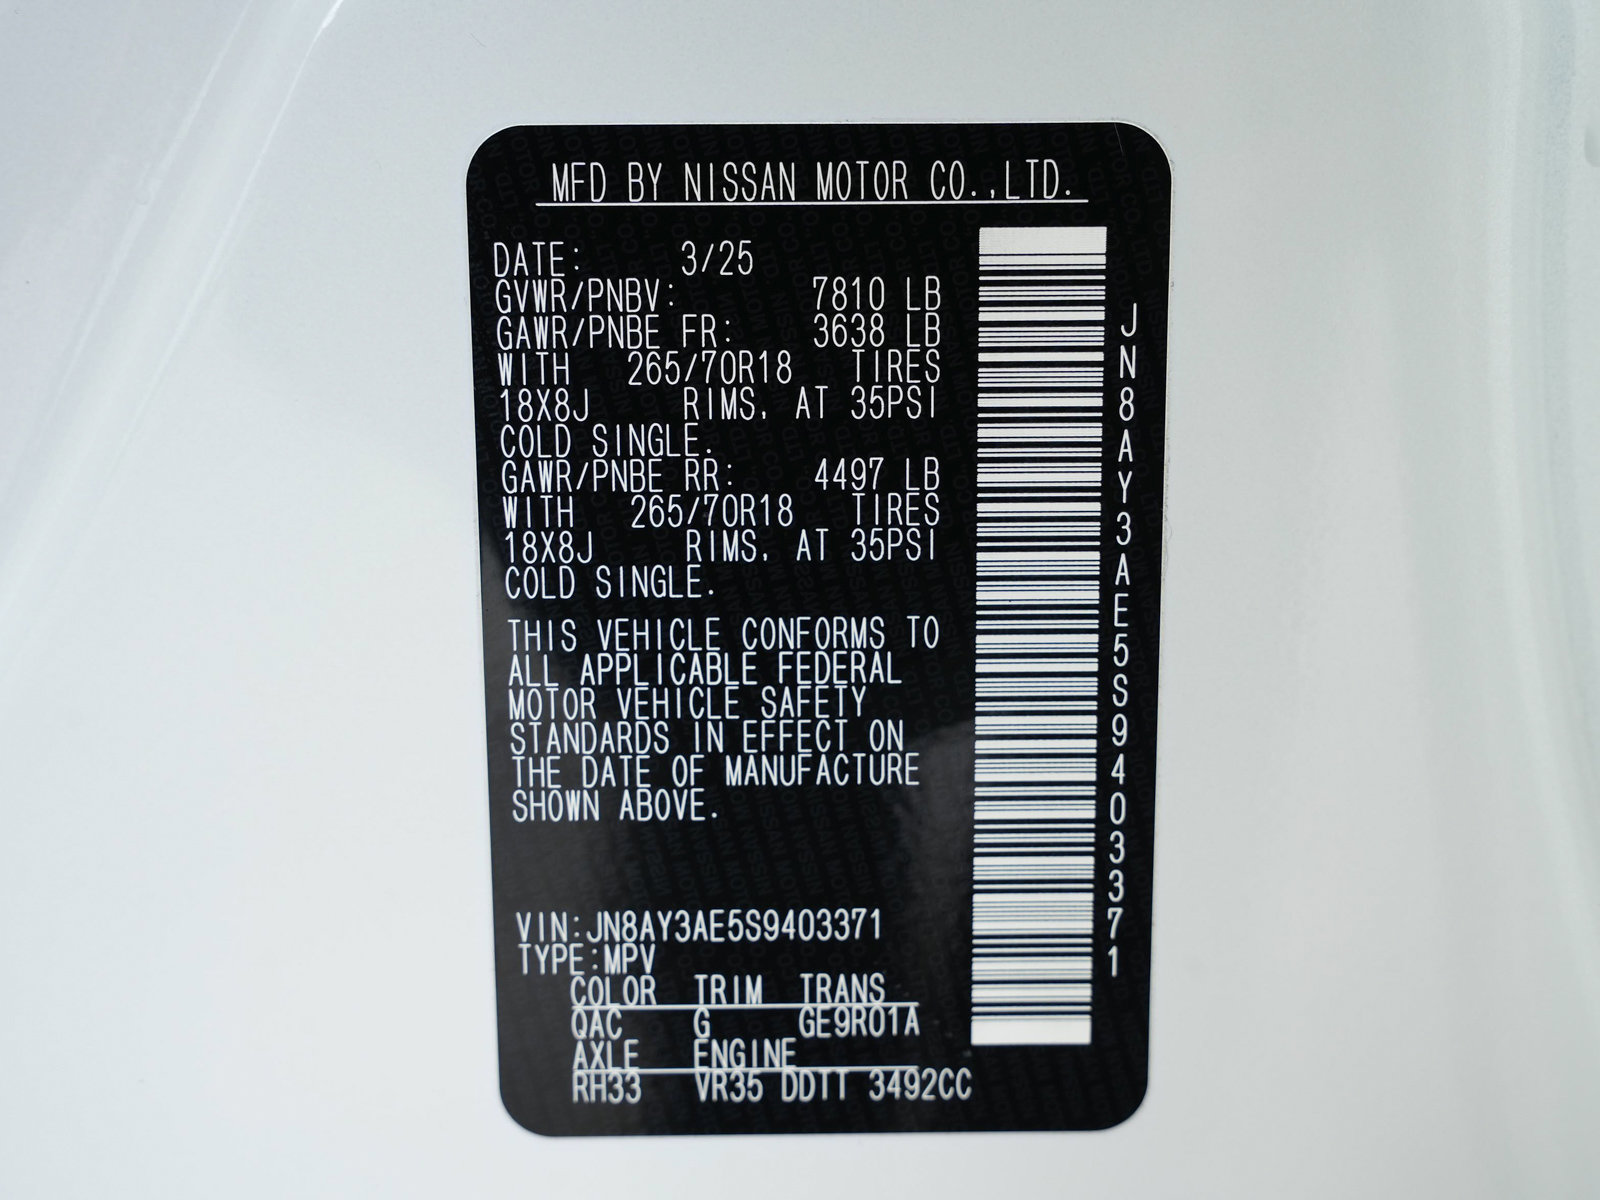 MFD BY NISSAN MOTOR CO.,LTD.
DATE: 3/25
GVWR/PNBV: 7810 LB
GAWR/PNBE FR: 3638 LB
WITH 265/70R18 TIRES
18X8J RIMS, AT 35PSI
COLD SINGLE.
GAWR/PNBE RR: 4497 LB
WITH 265/70R18 TIRES
18X8J RIMS, AT 35PSI
COLD SINGLE.
THIS VEHICLE CONFORMS TO
ALL APPLICABLE FEDERAL
MOTOR VEHICLE SAFETY
STANDARDS IN EFFECT ON
THE DATE OF MANUFACTURE
SHOWN ABOVE.
VIN:JN8AY3AE5S9403371
TYPE:MPV
COLOR TRIM TRANS
QAC G GE9R01A
AXLE ENGINE
RH33 VR35 DDTT 3492CC
JN8AY3AE5S9403371